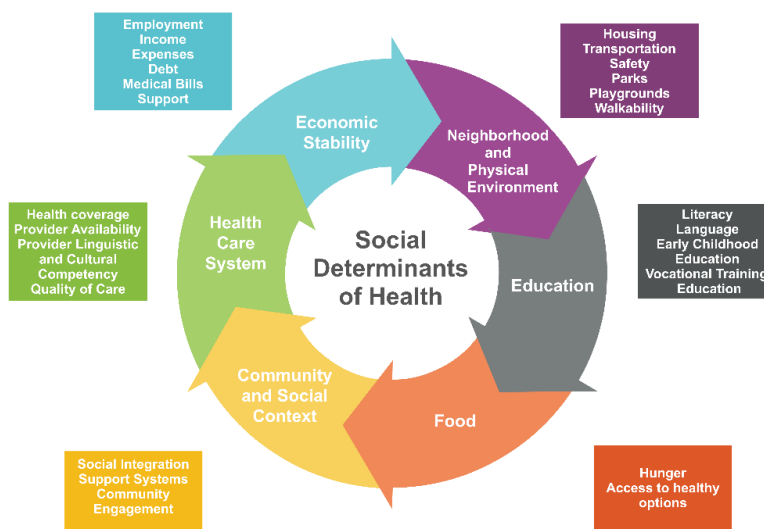 Employment
Income
Expenses
Debt
Medical Bills
Support
Housing
Transportation
Safety
Parks
Playgrounds
Walkability
Economic
Stability
Neighborhood
and
Physical
Environment
Health coverage
Provider Availability
Provider Linguistic
and Cultural
Competency
Quality of Care
Health
Care
System
Social
Determinants
of Health
Education
Literacy
Language
Early Childhood
Education
Vocational Training
Education
Community
and Social
Context
Food
Social Integration
Support Systems
Community
Engagement
Hunger
Access to healthy
options